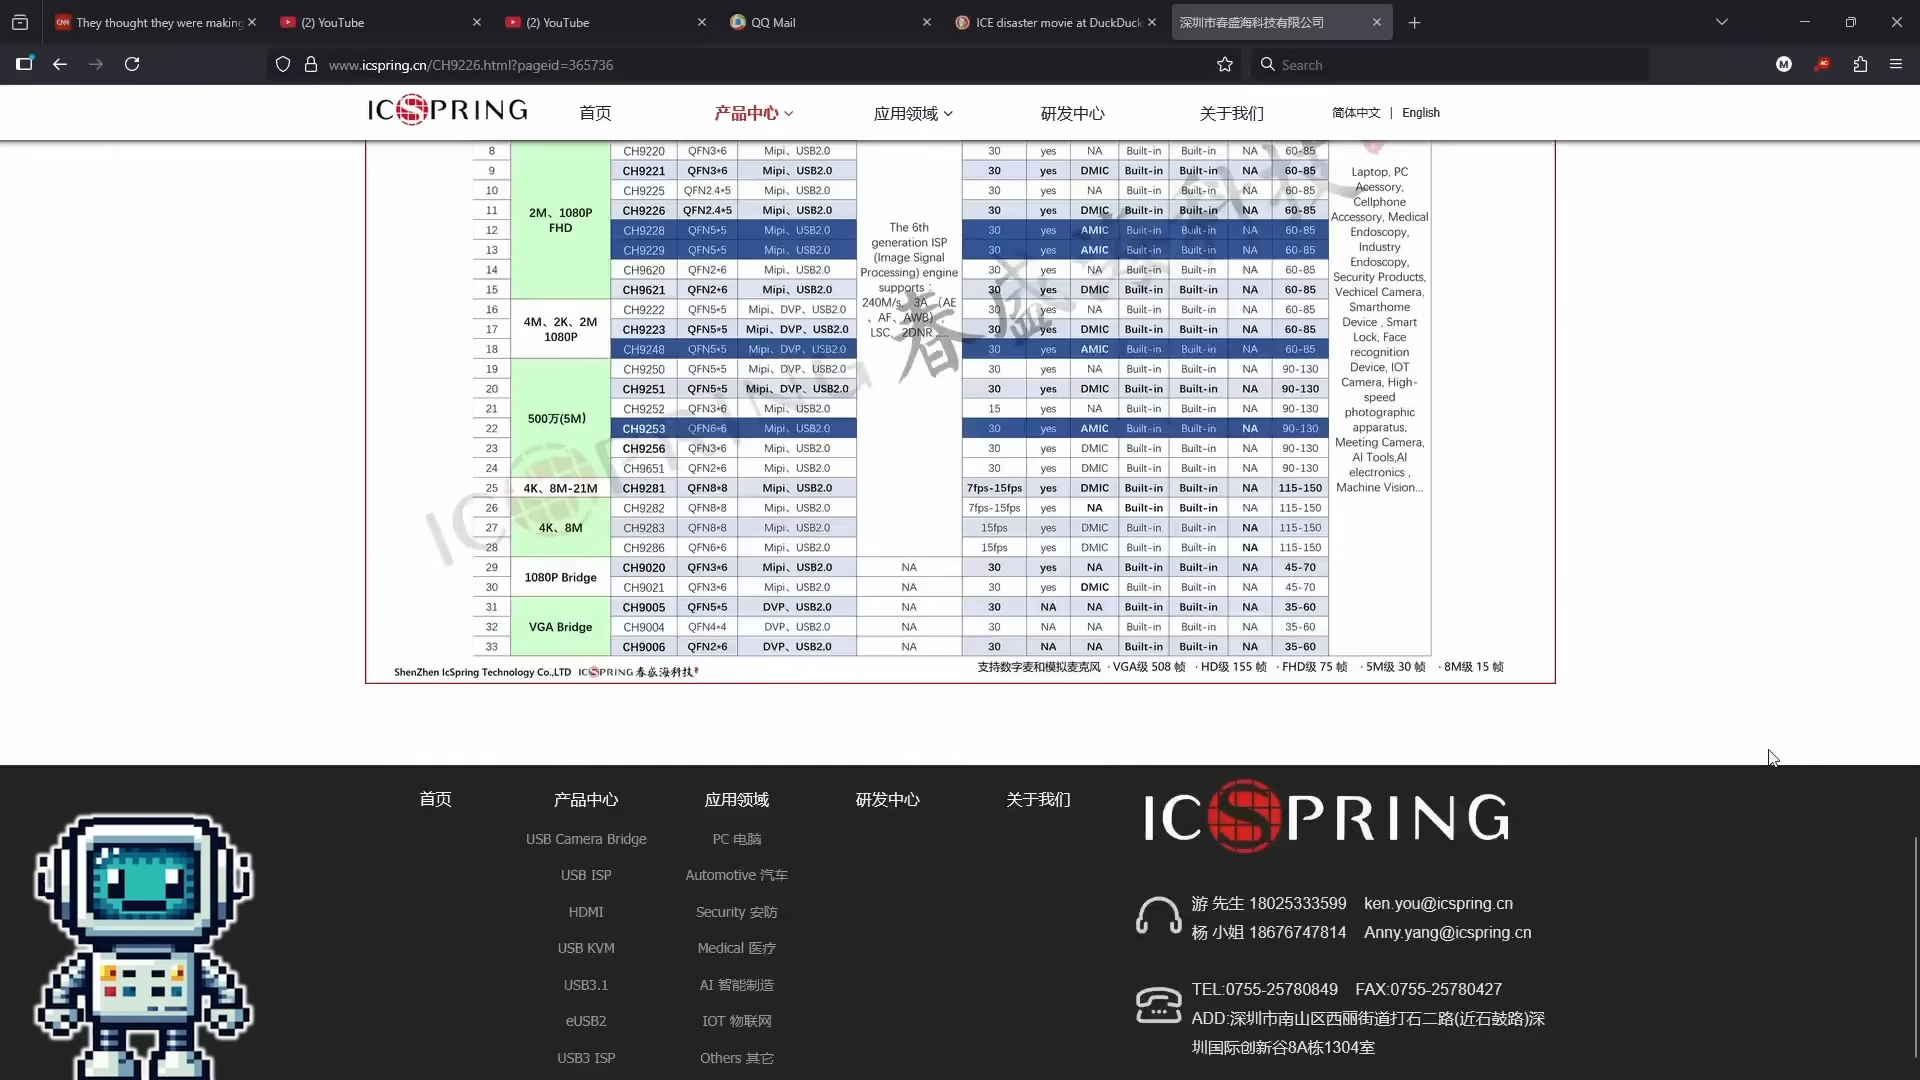 They thought they were making
(2) YouTube
(2) YouTube
QQ Mail
ICE disaster movie at DuckDuc
深圳市春盛海科技有限公司
www.icspring.cn/CH9226.html?pageid=365736
Search
ICSPRING
首页
产品中心
应用领域
研发中心
关于我们
简体中文 | English
8 CH9220 QFN3*6 Mipi、USB2.0 30 yes NA Built-in Built-in NA 60-85
9 CH9221 QFN3*6 Mipi、USB2.0 30 yes DMIC Built-in Built-in NA 60-85
10 CH9225 QFN2.4*5 Mipi、USB2.0 30 yes NA Built-in Built-in NA 60-85
11 CH9226 QFN2.4*5 Mipi、USB2.0 30 yes DMIC Built-in Built-in NA 60-85
12 CH9228 QFN5*5 Mipi、USB2.0 30 yes AMIC Built-in Built-in NA 60-85
13 CH9229 QFN5*5 Mipi、USB2.0 30 yes AMIC Built-in Built-in NA 60-85
14 CH9620 QFN2*6 Mipi、USB2.0 30 yes NA Built-in Built-in NA 60-85
15 CH9621 QFN2*6 Mipi、USB2.0 30 yes DMIC Built-in Built-in NA 60-85
16 CH9222 QFN5*5 Mipi、DVP、USB2.0 30 yes NA Built-in Built-in NA 60-85
17 CH9223 QFN5*5 Mipi、DVP、USB2.0 30 yes DMIC Built-in Built-in NA 60-85
18 CH9248 QFN5*5 Mipi、DVP、USB2.0 30 yes AMIC Built-in Built-in NA 60-85
19 CH9250 QFN5*5 Mipi、DVP、USB2.0 30 yes NA Built-in Built-in NA 90-130
20 CH9251 QFN5*5 Mipi、DVP、USB2.0 30 yes DMIC Built-in Built-in NA 90-130
21 CH9252 QFN3*6 Mipi、USB2.0 15 yes NA Built-in Built-in NA 90-130
22 CH9253 QFN6*6 Mipi、USB2.0 30 yes AMIC Built-in Built-in NA 90-130
23 CH9256 QFN3*6 Mipi、USB2.0 30 yes DMIC Built-in Built-in NA 90-130
24 CH9651 QFN2*6 Mipi、USB2.0 30 yes DMIC Built-in Built-in NA 90-130
25 4K、8M-21M CH9281 QFN8*8 Mipi、USB2.0 7fps-15fps yes DMIC Built-in Built-in NA 115-150
26 CH9282 QFN8*8 Mipi、USB2.0 7fps-15fps yes NA Built-in Built-in NA 115-150
27 CH9283 QFN8*8 Mipi、USB2.0 15fps yes DMIC Built-in Built-in NA 115-150
28 CH9286 QFN6*6 Mipi、USB2.0 15fps yes DMIC Built-in Built-in NA 115-150
29 CH9020 QFN3*6 Mipi、USB2.0 NA 30 yes NA Built-in Built-in NA 45-70
30 CH9021 QFN3*6 Mipi、USB2.0 NA 30 yes DMIC Built-in Built-in NA 45-70
31 CH9005 QFN5*5 DVP、USB2.0 NA 30 NA NA Built-in Built-in NA 35-60
32 CH9004 QFN4*4 DVP、USB2.0 NA 30 NA NA Built-in Built-in NA 35-60
33 CH9006 QFN2*6 DVP、USB2.0 NA 30 NA NA Built-in Built-in NA 35-60
2M、1080P
FHD
4M、2K、2M
1080P
500万(5M)
4K、8M
1080P Bridge
VGA Bridge
The 6th
generation ISP
(Image Signal
Processing) engine
supports：
240M/s, 3A（AE
、AF、AWB）,
LSC, 2DNR......
Laptop, PC
Acessory,
Cellphone
Accessory, Medical
Endoscopy,
Industry
Endoscopy,
Security Products,
Vechicel Camera,
Smarthome
Device , Smart
Lock, Face
recognition
Device, IOT
Camera, High-
speed
photographic
apparatus,
Meeting Camera,
AI Tools,AI
electronics ,
Machine Vision...
ICSPRING 春盛海科技
ShenZhen IcSpring Technology Co.,LTD ICSPRING 春盛海科技
支持数字麦和模拟麦克风 · VGA级 508 帧 · HD级 155 帧 · FHD级 75 帧 · 5M级 30 帧 · 8M级 15 帧
首页
产品中心
USB Camera Bridge
USB ISP
HDMI
USB KVM
USB3.1
eUSB2
USB3 ISP
应用领域
PC 电脑
Automotive 汽车
Security 安防
Medical 医疗
AI 智能制造
IOT 物联网
Others 其它
研发中心
关于我们
ICSPRING
游 先生 18025333599 ken.you@icspring.cn
杨 小姐 18676747814 Anny.yang@icspring.cn
TEL:0755-25780849 FAX:0755-25780427
ADD:深圳市南山区西丽街道打石二路(近石鼓路)深
圳国际创新谷8A栋1304室